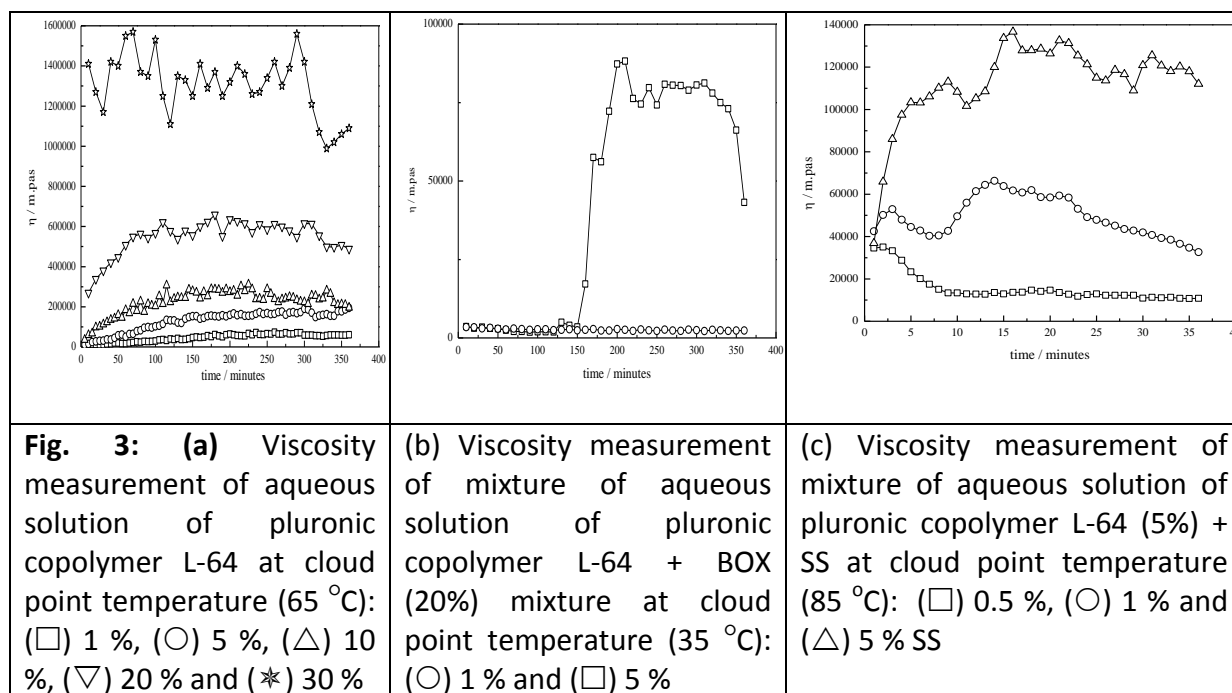 1600000
1400000
1200000
1000000
800000
600000
400000
200000
0
0 50 100 150 200 250 300 350 400
η / m.pas
time / minutes
100000
50000
0
0 50 100 150 200 250 300 350 400
η / m.pas
time / minutes
140000
120000
100000
80000
60000
40000
20000
0
0 5 10 15 20 25 30 35
η / m.pas
time / minutes
Fig. 3: (a) Viscosity
measurement of aqueous
solution of pluronic
copolymer L-64 at cloud
point temperature (65 °C):
(□) 1 %, (○) 5 %, (△) 10
%, (▽) 20 % and (✶) 30 %
(b) Viscosity measurement
of mixture of aqueous
solution of pluronic
copolymer L-64 + BOX
(20%) mixture at cloud
point temperature (35 °C):
(○) 1 % and (□) 5 %
(c) Viscosity measurement of
mixture of aqueous solution of
pluronic copolymer L-64 (5%) +
SS at cloud point temperature
(85 °C): (□) 0.5 %, (○) 1 % and
(△) 5 % SS